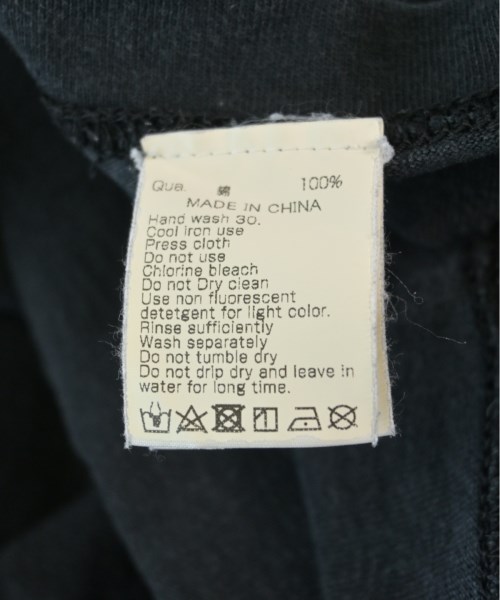 Qua. 綿 100%
MADE IN CHINA
Hand wash 30.
Cool iron use
Press cloth
Do not use
Chlorine bleach
Do not Dry clean
Use non fluorescent
detetgent for light color.
Rinse sufficiently
Wash separately
Do not tumble dry
Do not drip dry and leave in
water for long time.